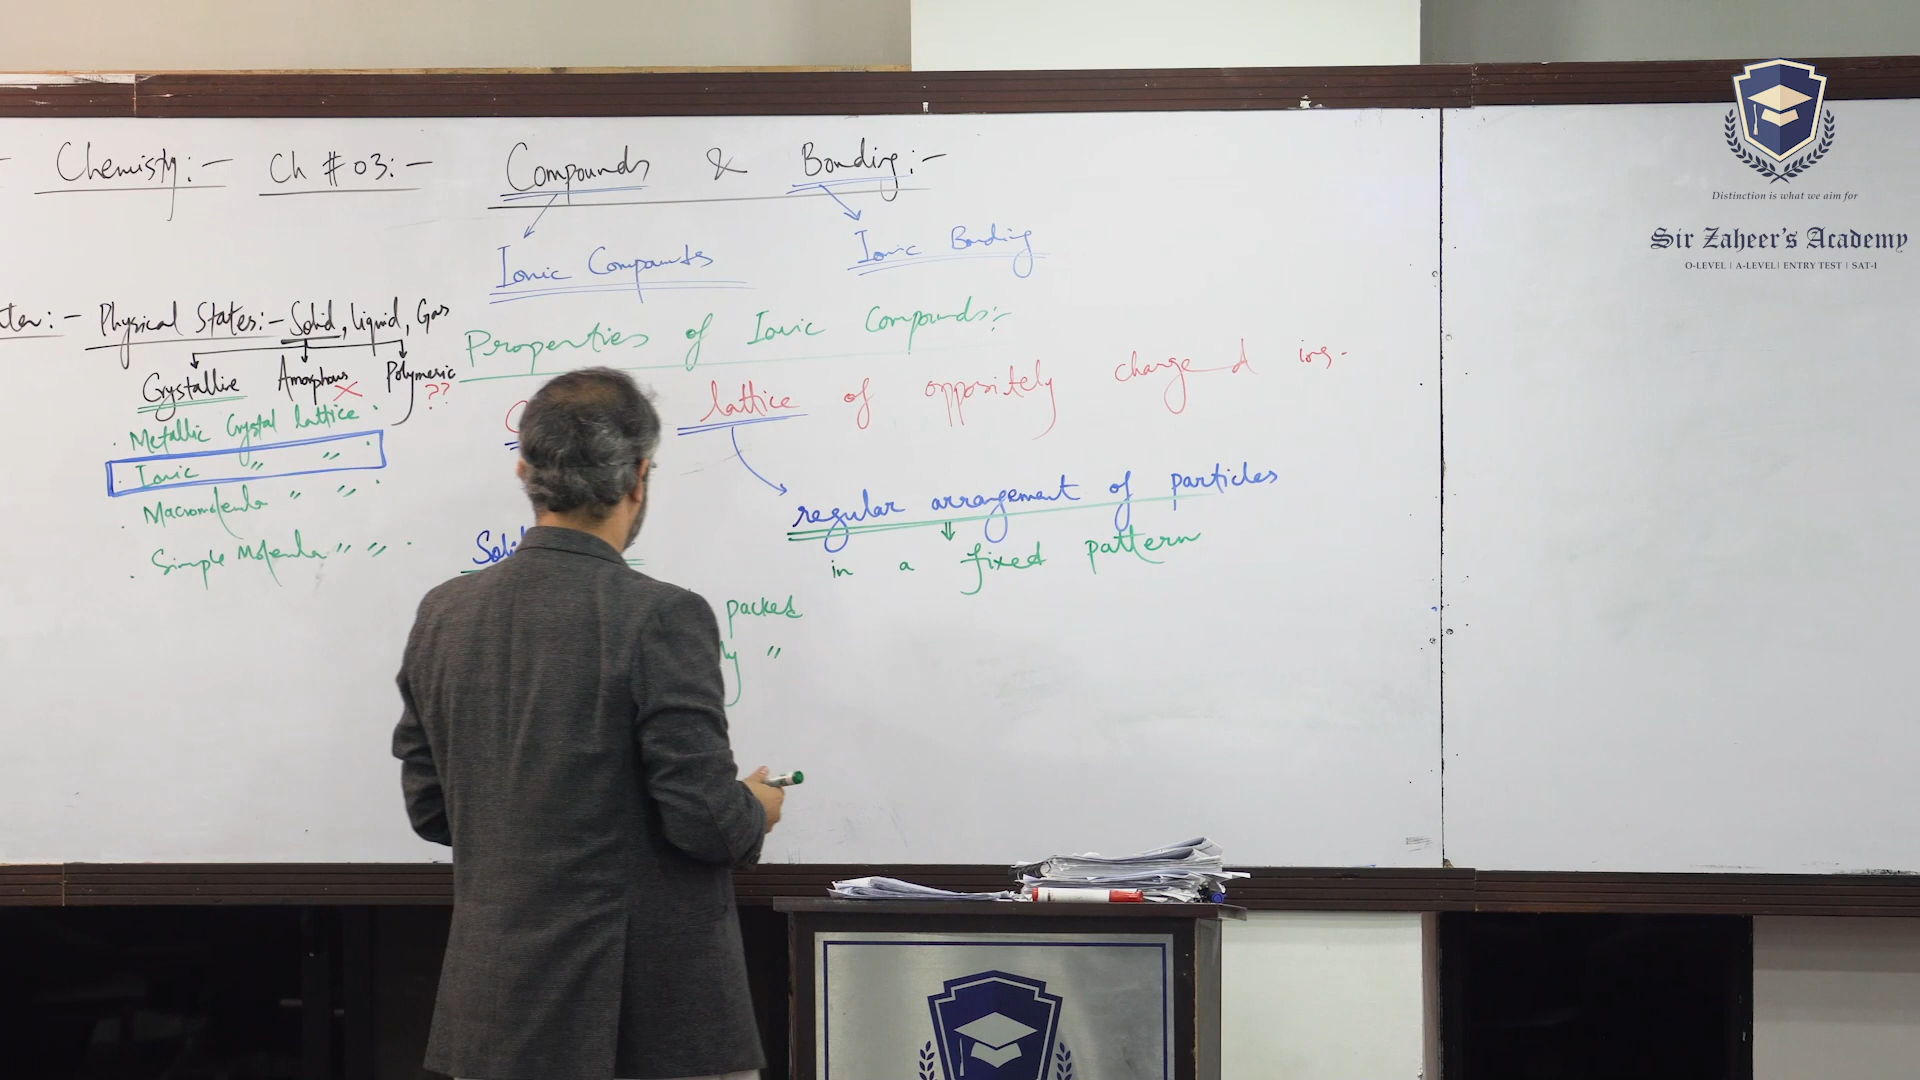 Chemistry:- Ch # 03:- Compounds & Bonding:-
Ionic Compounds
Ionic Bonding
Physical States:- Solid, liquid, Gas
Crystalline Amorphous Polymeric
X ??
• Metallic Crystal lattice •
• Ionic " " •
• Macromolecular " " •
• Simple Molecular " " •
Properties of Ionic Compounds:-
lattice of oppositely charged ions.
regular arrangement of particles
in a fixed pattern
packed
"
Distinction is what we aim for
Sir Zaheer's Academy
O-LEVEL | A-LEVEL | ENTRY TEST | SAT-I